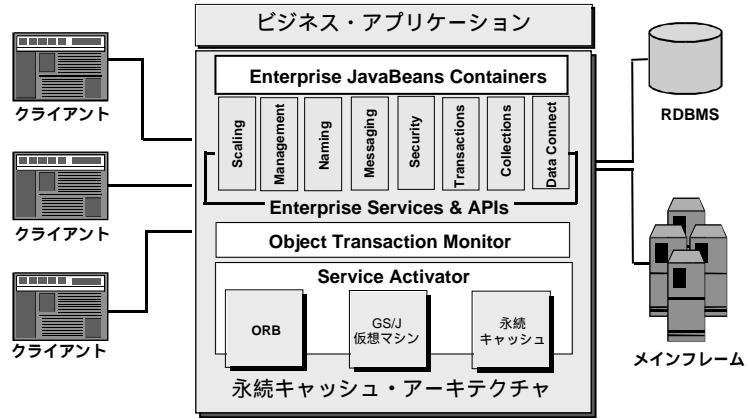 ビジネス・アプリケーション
Enterprise JavaBeans Containers
Scaling
Management
Naming
Messaging
Security
Transactions
Collections
Data Connect
Enterprise Services & APIs
Object Transaction Monitor
Service Activator
ORB
GS/J
仮想マシン
永続
キャッシュ
永続キャッシュ・アーキテクチャ
クライアント
クライアント
クライアント
RDBMS
メインフレーム